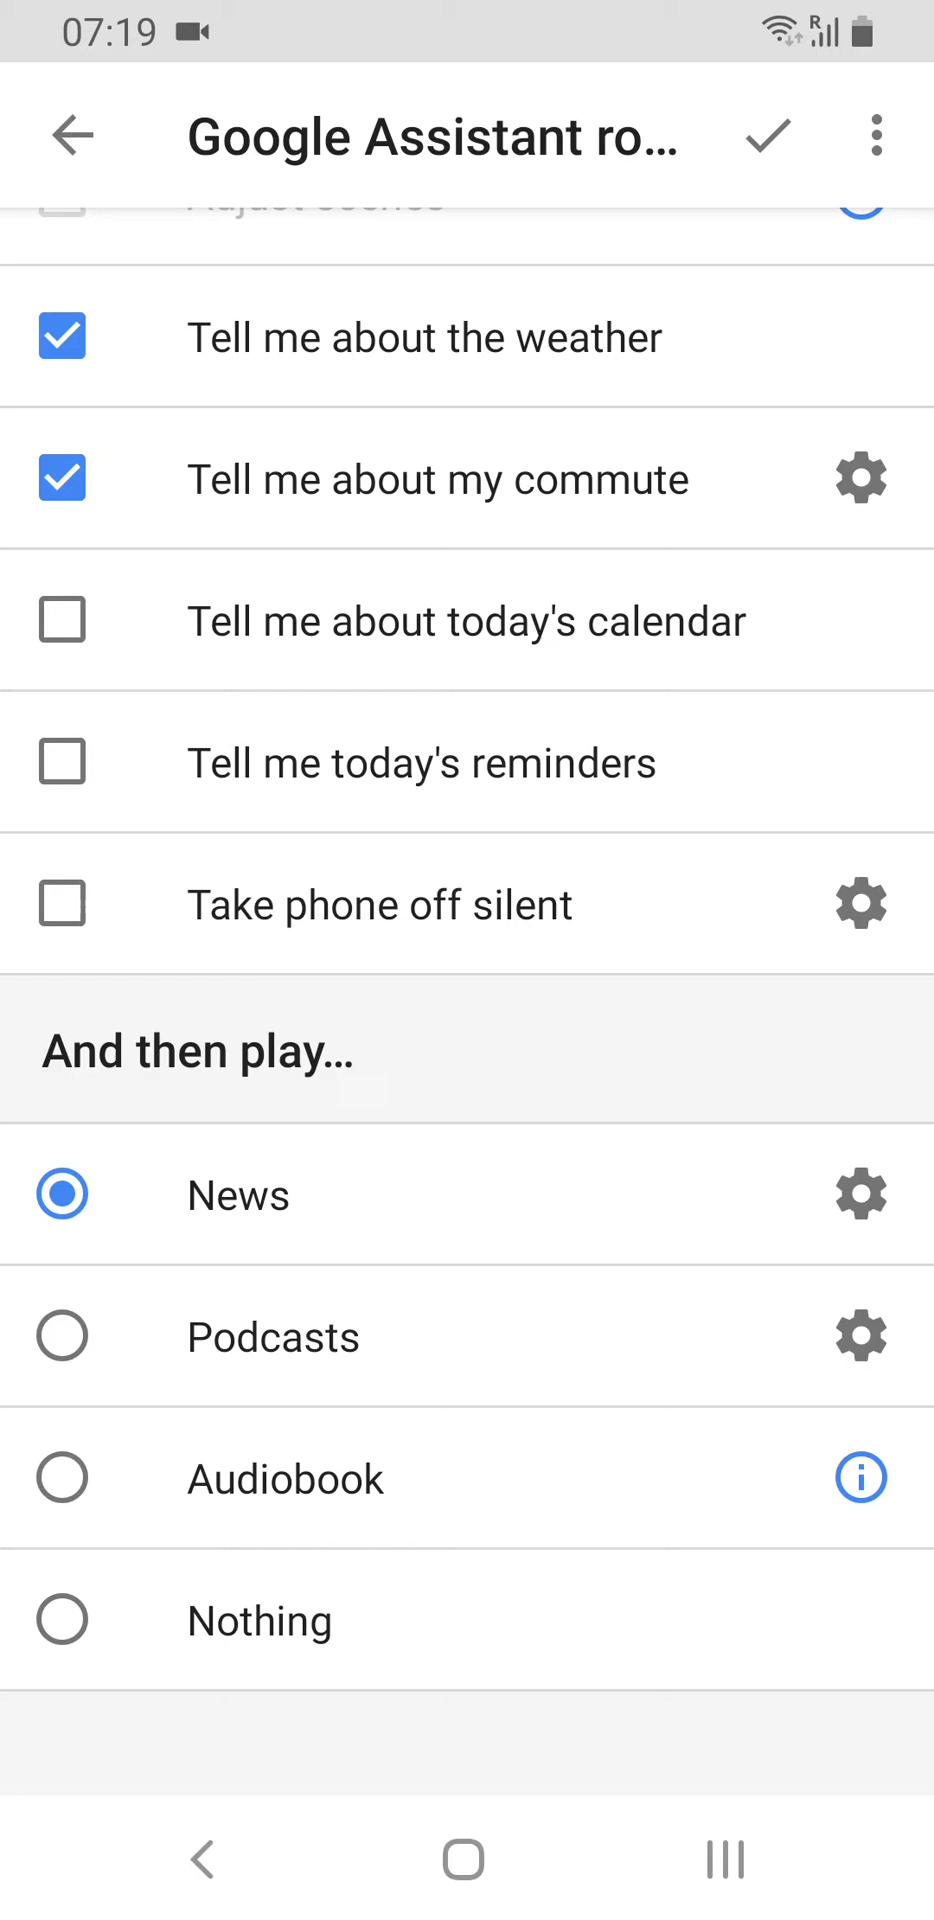 07:19
R
Google Assistant ro...
Tell me about the weather
Tell me about my commute
Tell me about today's calendar
Tell me today's reminders
Take phone off silent
And then play...
News
Podcasts
Audiobook
Nothing